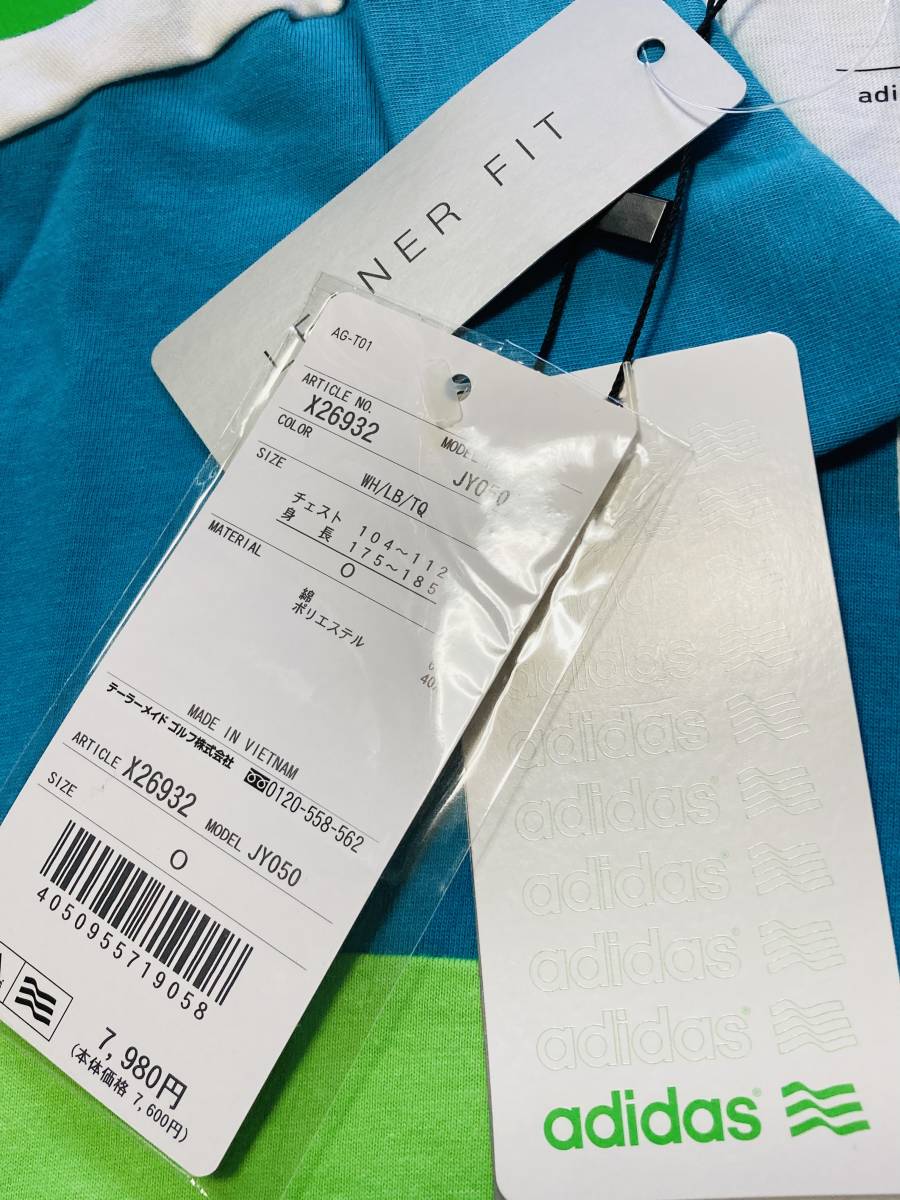 adi
NER FIT
AG-T01
ARTICLE NO.
X26932
MODEL
JY050
COLOR
WH/LB/TQ
SIZE
チェスト 104~112
身長 175~185
O
MATERIAL
綿
ポリエステル
MADE IN VIETNAM
テーラーメイド ゴルフ株式会社
0120-558-562
ARTICLE X26932
MODEL JY050
SIZE
O
4050955719058
7,980円
(本体価格 7,600円)
adidas
adidas
adidas
adidas
adidas
adidas
adidas